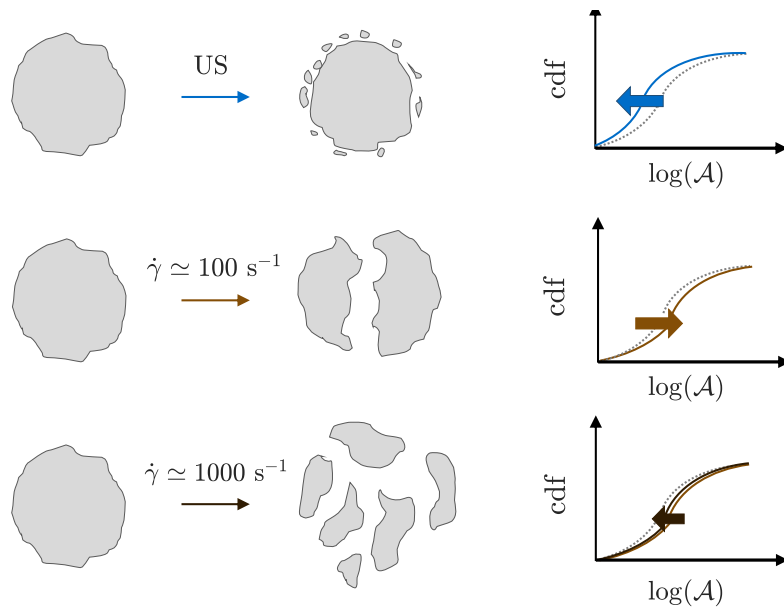 US
cdf
log(𝒜)
γ̇ ≃ 100 s⁻¹
cdf
log(𝒜)
γ̇ ≃ 1000 s⁻¹
cdf
log(𝒜)